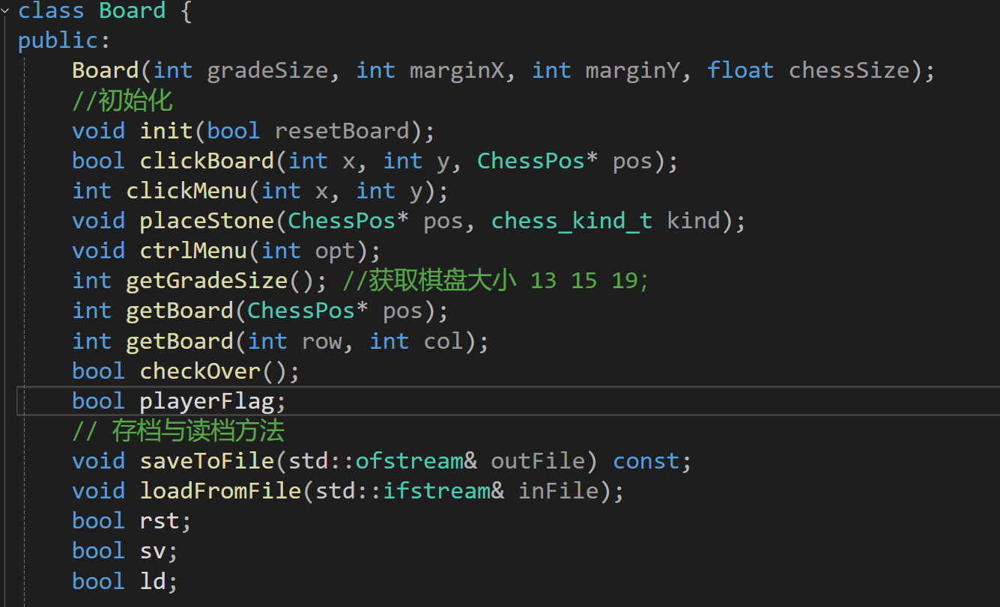 class Board {
public:
    Board(int gradeSize, int marginX, int marginY, float chessSize);
    //初始化
    void init(bool resetBoard);
    bool clickBoard(int x, int y, ChessPos* pos);
    int clickMenu(int x, int y);
    void placeStone(ChessPos* pos, chess_kind_t kind);
    void ctrlMenu(int opt);
    int getGradeSize(); //获取棋盘大小 13 15 19;
    int getBoard(ChessPos* pos);
    int getBoard(int row, int col);
    bool checkOver();
    bool playerFlag;
    // 存档与读档方法
    void saveToFile(std::ofstream& outFile) const;
    void loadFromFile(std::ifstream& inFile);
    bool rst;
    bool sv;
    bool ld;